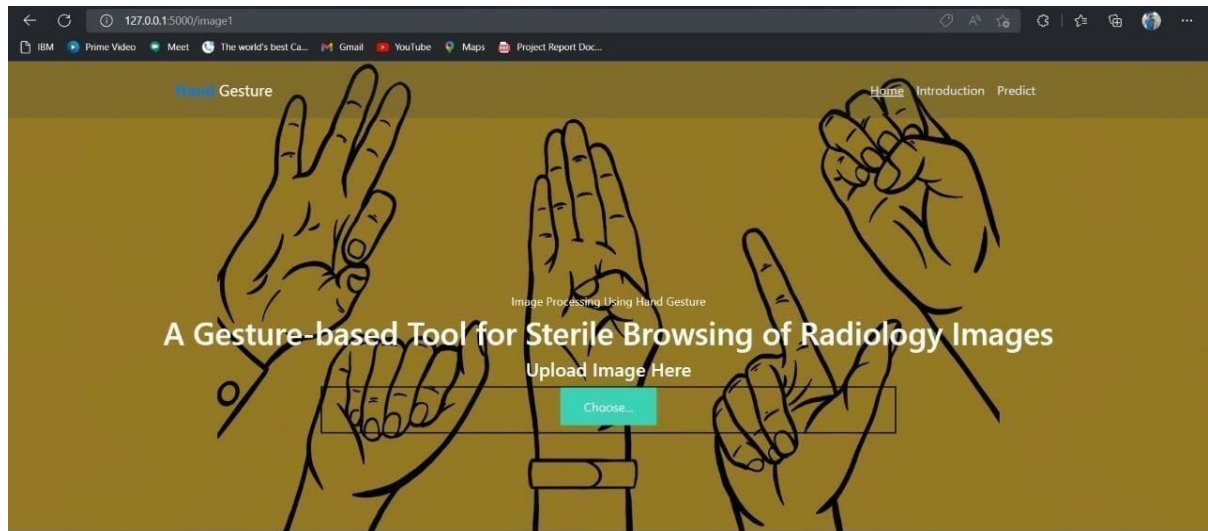 127.0.0.1:5000/image1
IBM Prime Video Meet The world's best Ca... Gmail YouTube Maps Project Report Doc...
Hand Gesture Home Introduction Predict
Image Processing Using Hand Gesture
A Gesture-based Tool for Sterile Browsing of Radiology Images
Upload Image Here
Choose...